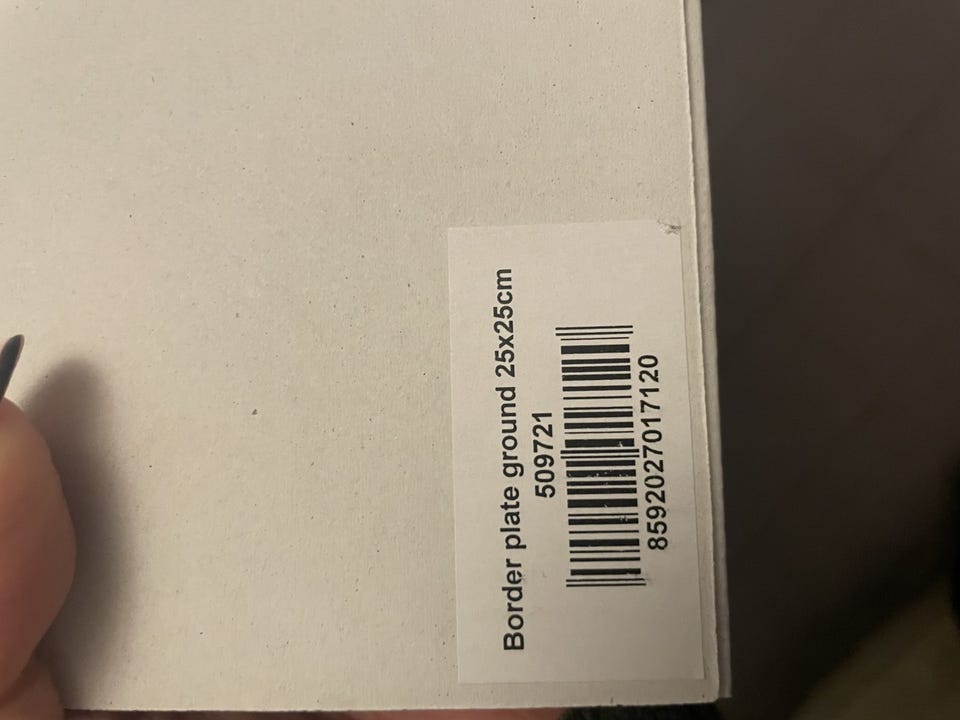 Border plate ground 25x25cm
509721
8592027017120